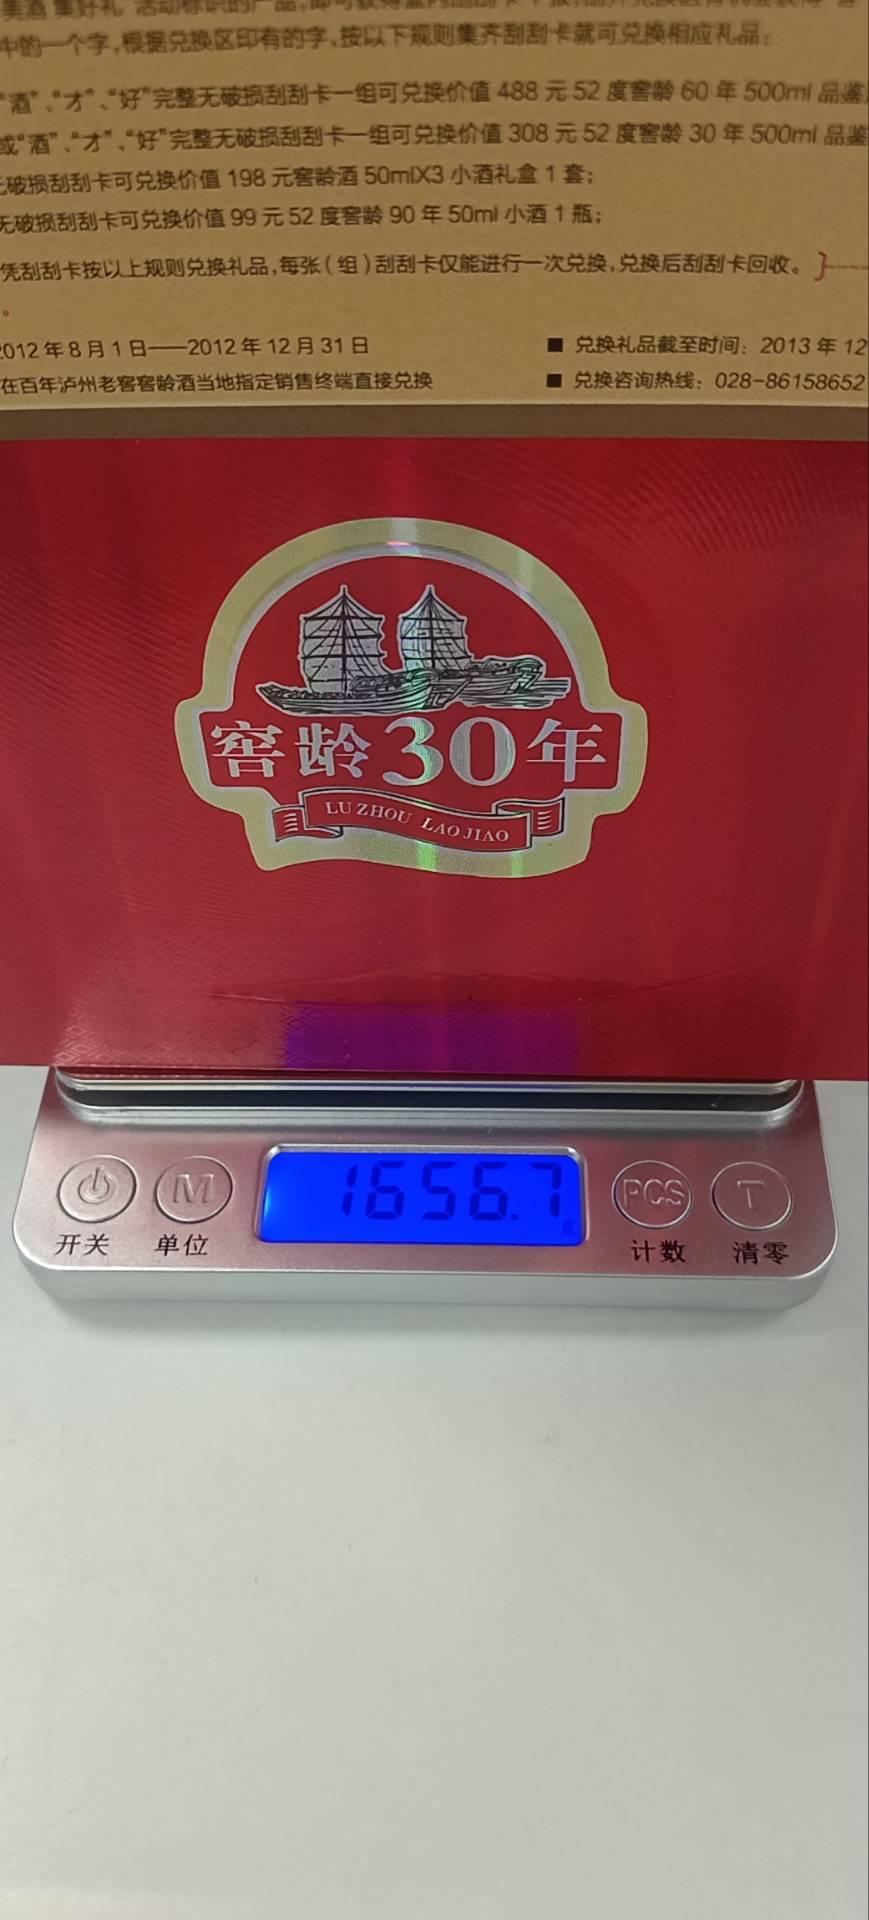 中的一个字,根据兑换区印有的字,按以下规则集齐刮刮卡就可兑换相应礼品:
“酒”、“才”、“好”完整无破损刮刮卡一组可兑换价值 488 元 52 度窖龄 60 年 500ml 品鉴
或“酒”、“才”、“好”完整无破损刮刮卡一组可兑换价值 308 元 52 度窖龄 30 年 500ml 品鉴
无破损刮刮卡可兑换价值 198 元窖龄酒 50mlX3 小酒礼盒 1 套;
无破损刮刮卡可兑换价值 99 元 52 度窖龄 90 年 50ml 小酒 1 瓶;
凭刮刮卡按以上规则兑换礼品,每张(组)刮刮卡仅能进行一次兑换,兑换后刮刮卡回收。
。
2012 年 8 月 1 日——2012 年 12 月 31 日
■ 兑换礼品截至时间: 2013 年 12
在百年泸州老窖窖龄酒当地指定销售终端直接兑换
■ 兑换咨询热线: 028-86158652
窖龄30年
LU ZHOU LAO JIAO
1656.7
克
M
PCS
T
开关
单位
计数
清零